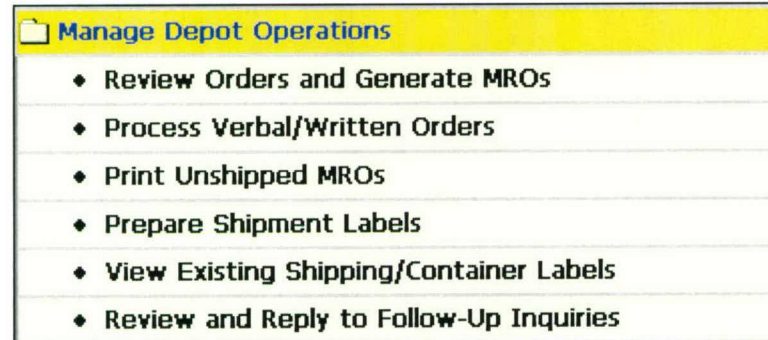 Manage Depot Operations
Review Orders and Generate MROs
Process Verbal/Written Orders
Print Unshipped MROs
Prepare Shipment Labels
View Existing Shipping/Container Labels
Review and Reply to Follow-Up Inquiries